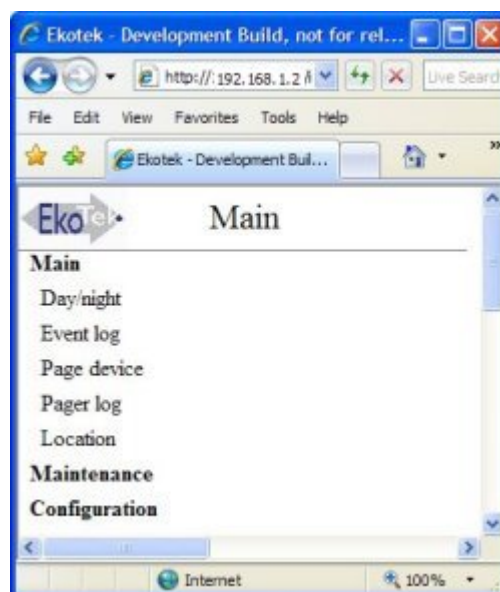 Ekotek - Development Build, not for rel...
http://192.168.1.2/
Live Search
File Edit View Favorites Tools Help
Ekotek - Development Buil...
EkoTek
Main
Main
Day/night
Event log
Page device
Pager log
Location
Maintenance
Configuration
Internet
100%